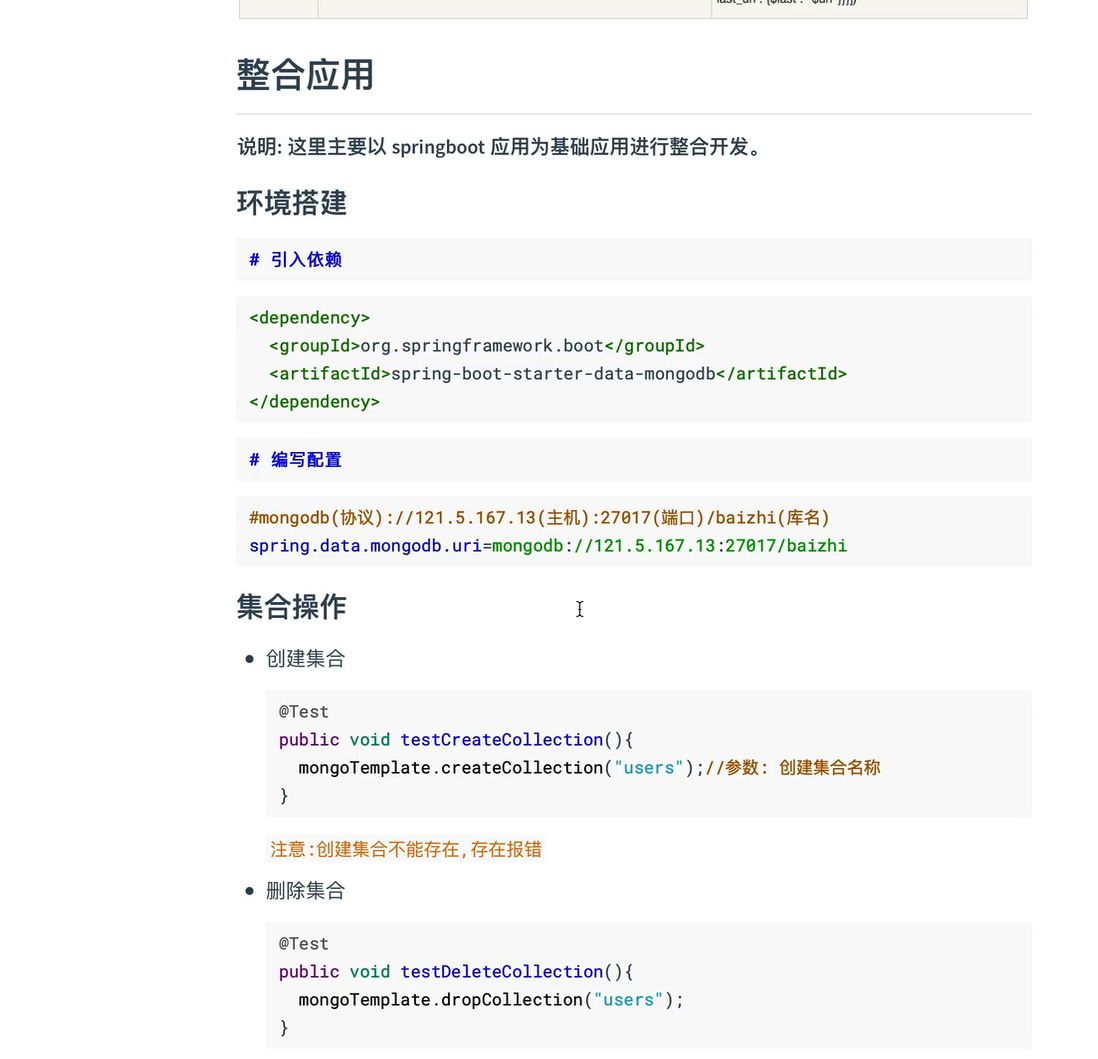 整合应用
说明: 这里主要以 springboot 应用为基础应用进行整合开发。
环境搭建
# 引入依赖
<dependency>
  <groupId>org.springframework.boot</groupId>
  <artifactId>spring-boot-starter-data-mongodb</artifactId>
</dependency>
# 编写配置
#mongodb(协议)://121.5.167.13(主机):27017(端口)/baizhi(库名)
spring.data.mongodb.uri=mongodb://121.5.167.13:27017/baizhi
集合操作
创建集合
@Test
public void testCreateCollection(){
  mongoTemplate.createCollection("users");//参数: 创建集合名称
}
注意:创建集合不能存在,存在报错
删除集合
@Test
public void testDeleteCollection(){
  mongoTemplate.dropCollection("users");
}